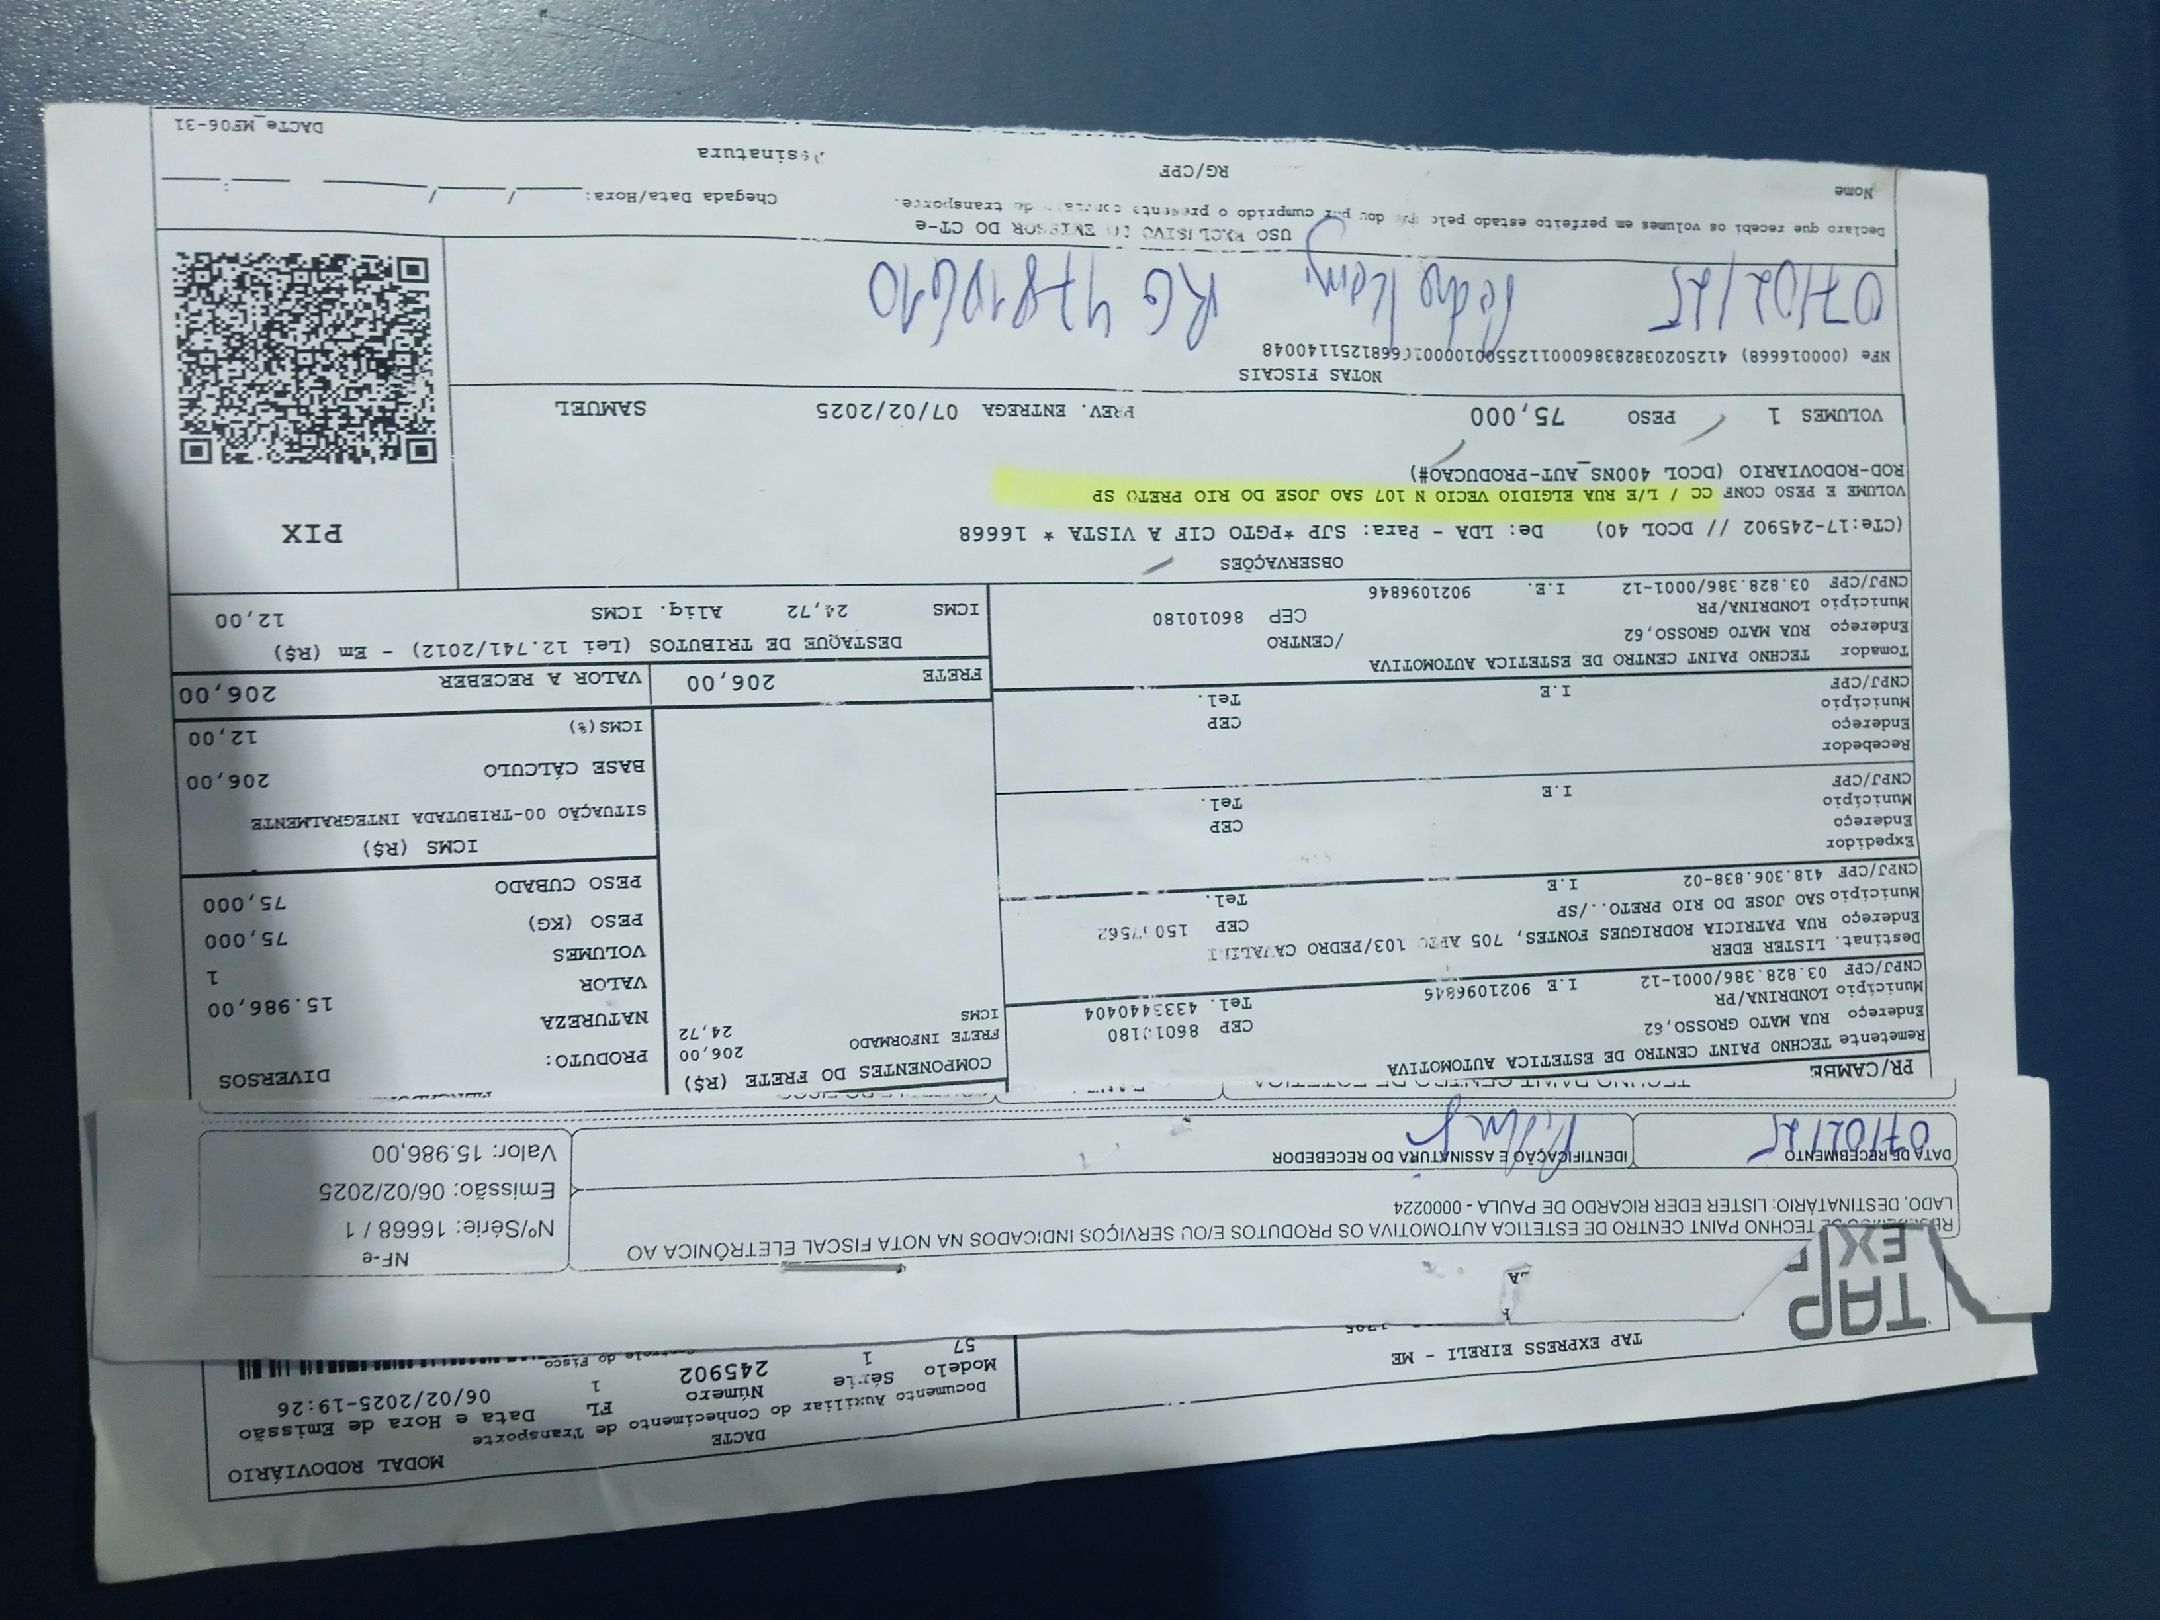 MODAL RODOVIÁRIO
DACTE
Documento Auxiliar do Conhecimento de Transporte
Modelo Série Número FL Data e Hora de Emissão
57 1 245902 1 06/02/2025-19:26
Controle do Fisco
TAP
EX
TAP EXPRESS EIRELI - ME
NF-e
Nº/Série: 16668 / 1
Emissão: 06/02/2025
Valor: 15.986,00
TECHNO PAINT CENTRO DE ESTETICA AUTOMOTIVA OS PRODUTOS E/OU SERVIÇOS INDICADOS NA NOTA FISCAL ELETRÔNICA AO
LADO, DESTINATÁRIO: LISTER EDER RICARDO DE PAULA - 0000224
DATA DE RECEBIMENTO
07/02/25
IDENTIFICAÇÃO E ASSINATURA DO RECEBEDOR
PR/CAMBE
Remetente TECHNO PAINT CENTRO DE ESTETICA AUTOMOTIVA
Endereço RUA MATO GROSSO, 62 CEP
Município LONDRINA/PR Tel.
CNPJ/CPF 03.828.386/0001-12 I.E 9021096846
Destinat. LISTER EDER
Endereço RUA PATRICIA RODRIGUES FONTES, 705 103/PEDRO
Município SAO JOSE DO RIO PRETO../SP CEP
CNPJ/CPF 418.306.838-02 I.E Tel.
Expedidor
Endereço CEP
Município Tel.
CNPJ/CPF I.E
Recebedor
Endereço CEP
Município Tel.
CNPJ/CPF I.E
Tomador TECHNO PAINT CENTRO DE ESTETICA AUTOMOTIVA
Endereço RUA MATO GROSSO, 62 /CENTRO
Município LONDRINA/PR CEP 86010180
CNPJ/CPF 03.828.386/0001-12 I.E. 9021096846
COMPONENTES DO FRETE (R$)
FRETE INFORMADO 206,00
ICMS 24,72
PRODUTO: DIVERSOS
NATUREZA
VALOR 15.986,00
VOLUMES 1
PESO (KG) 75,000
PESO CUBADO 75,000
ICMS (R$)
SITUAÇÃO 00-TRIBUTADA INTEGRALMENTE
BASE CÁLCULO 206,00
ICMS(%) 12,00
FRETE 206,00 VALOR A RECEBER 206,00
DESTAQUE DE TRIBUTOS (Lei 12.741/2012) - Em (R$)
ICMS 24,72 Aliq. ICMS 12,00
OBSERVAÇÕES
(CTe:17-245902 // DCOL 40) De: LDA - Para: SJP *PGTO CIF A VISTA * 16668
VOLUME E PESO CONF CC / L/E RUA ELGIDIO VECIO N 107 SAO JOSE DO RIO PRETO SP
ROD-RODOVIARIO (DCOL 400NS_AUT-PRODUCAO#)
VOLUMES 1 PESO 75,000 PREV. ENTREGA 07/02/2025 SAMUEL
PIX
NOTAS FISCAIS
NFe (000016668)
07/02/25 RG 47810610
USO EXCLUSIVO DO EMISSOR DO CT-e
Declaro que recebi os volumes em perfeito estado pelo que dou por cumprido o presente contrato de transporte.
Chegada Data/Hora: ____/____/____ ___:___
Nome RG/CPF Assinatura
DACTe_MF06-31